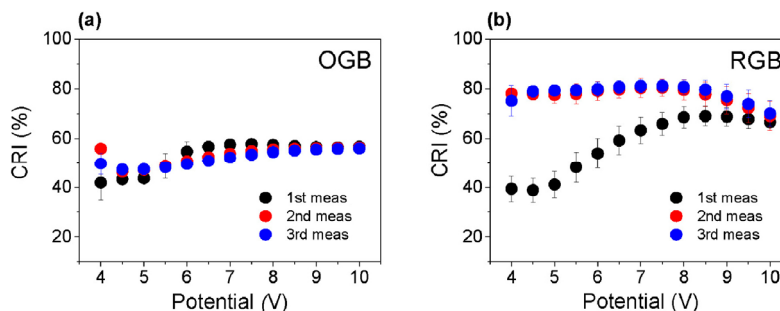 (a)
OGB
CRI (%)
100
80
60
40
20
1st meas
2nd meas
3rd meas
4 5 6 7 8 9 10
Potential (V)
(b)
RGB
CRI (%)
100
80
60
40
20
1st meas
2nd meas
3rd meas
4 5 6 7 8 9 10
Potential (V)